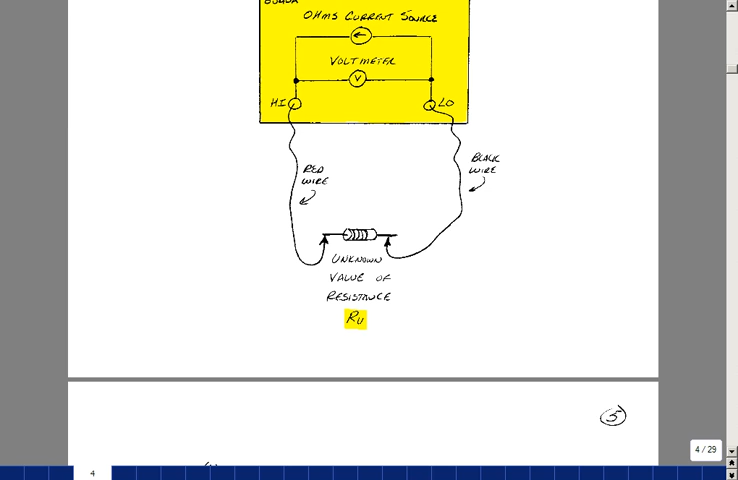 OHMS CURRENT SOURCE
VOLTMETER
V
HI
LO
RED
WIRE
BLACK
WIRE
UNKNOWN
VALUE OF
RESISTANCE
RU
5
4 / 29
4